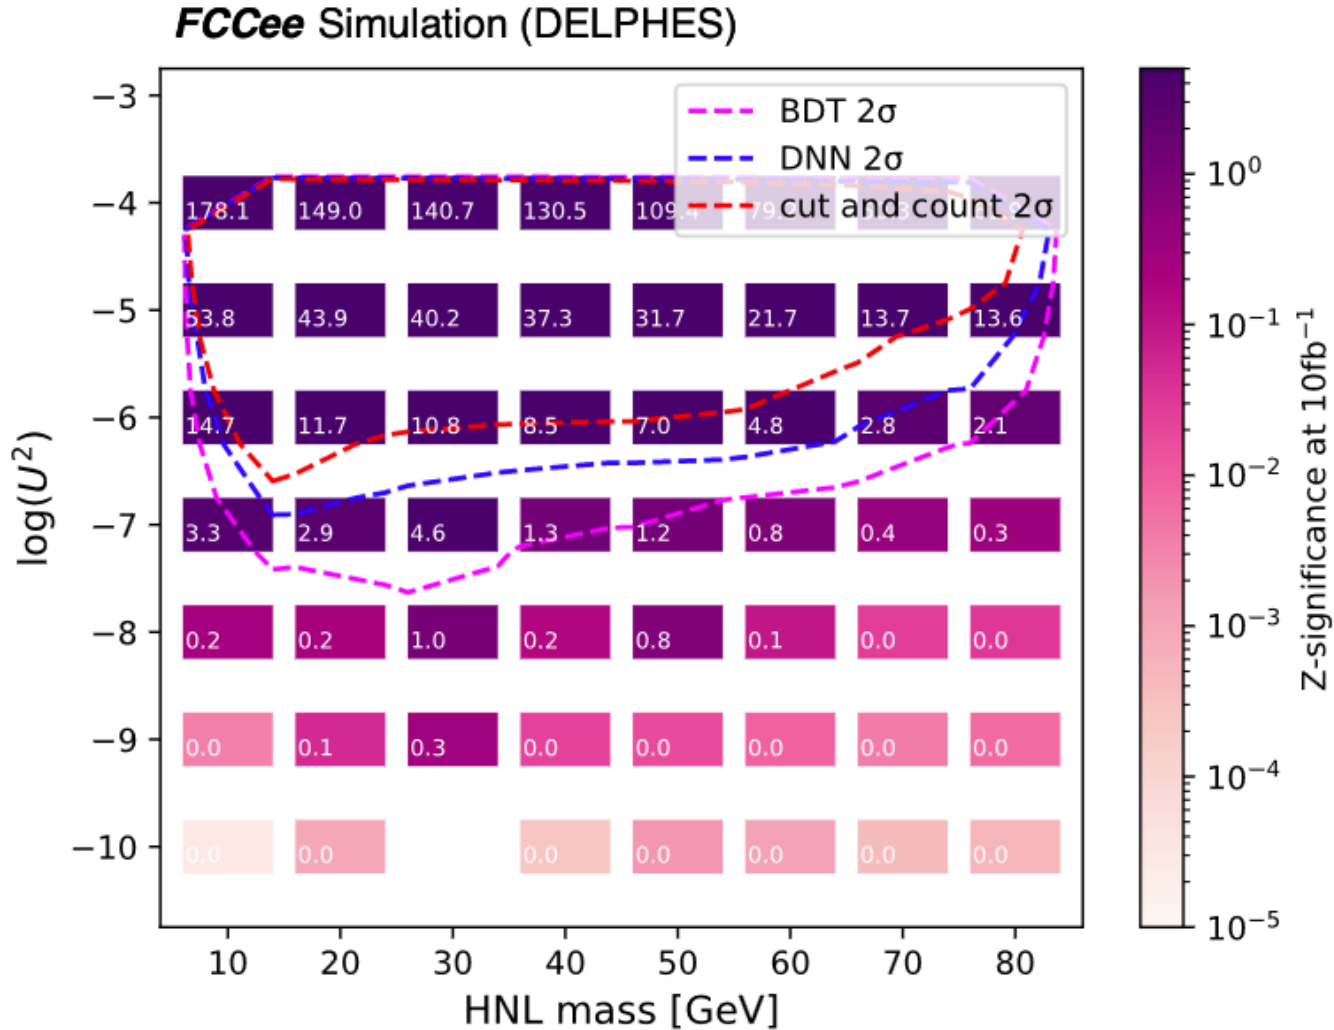 FCCee Simulation (DELPHES)
BDT 2σ
DNN 2σ
cut and count 2σ
−3
−4
−5
−6
−7
−8
−9
−10
log(U²)
178.1 149.0 140.7 130.5 109.4
53.8 43.9 40.2 37.3 31.7 21.7 13.7 13.6
14.7 11.7 10.8 8.5 7.0 4.8 2.8 2.1
3.3 2.9 4.6 1.3 1.2 0.8 0.4 0.3
0.2 0.2 1.0 0.2 0.8 0.1 0.0 0.0
0.0 0.1 0.3 0.0 0.0 0.0 0.0 0.0
0.0 0.0 0.0 0.0 0.0 0.0 0.0
10 20 30 40 50 60 70 80
HNL mass [GeV]
10⁰
10⁻¹
10⁻²
10⁻³
10⁻⁴
10⁻⁵
Z-significance at 10fb⁻¹